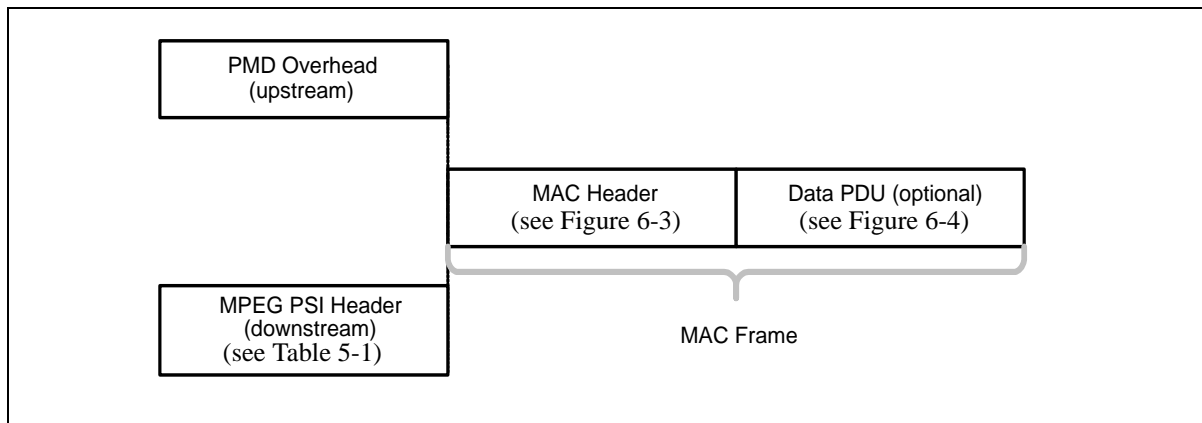 PMD Overhead
(upstream)
MAC Header
(see Figure 6-3)
Data PDU (optional)
(see Figure 6-4)
MPEG PSI Header
(downstream)
(see Table 5-1)
MAC Frame